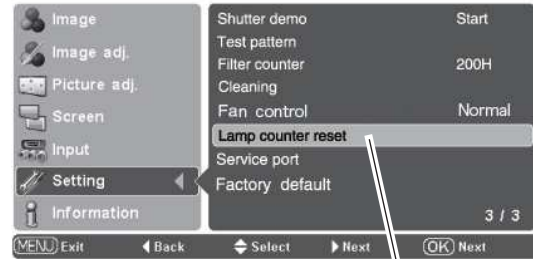 Image
Image adj.
Picture adj.
Screen
Input
Setting
Information
Shutter demo Start
Test pattern
Filter counter 200H
Cleaning
Fan control Normal
Lamp counter reset
Service port
Factory default
3 / 3
MENU Exit Back Select Next OK Next